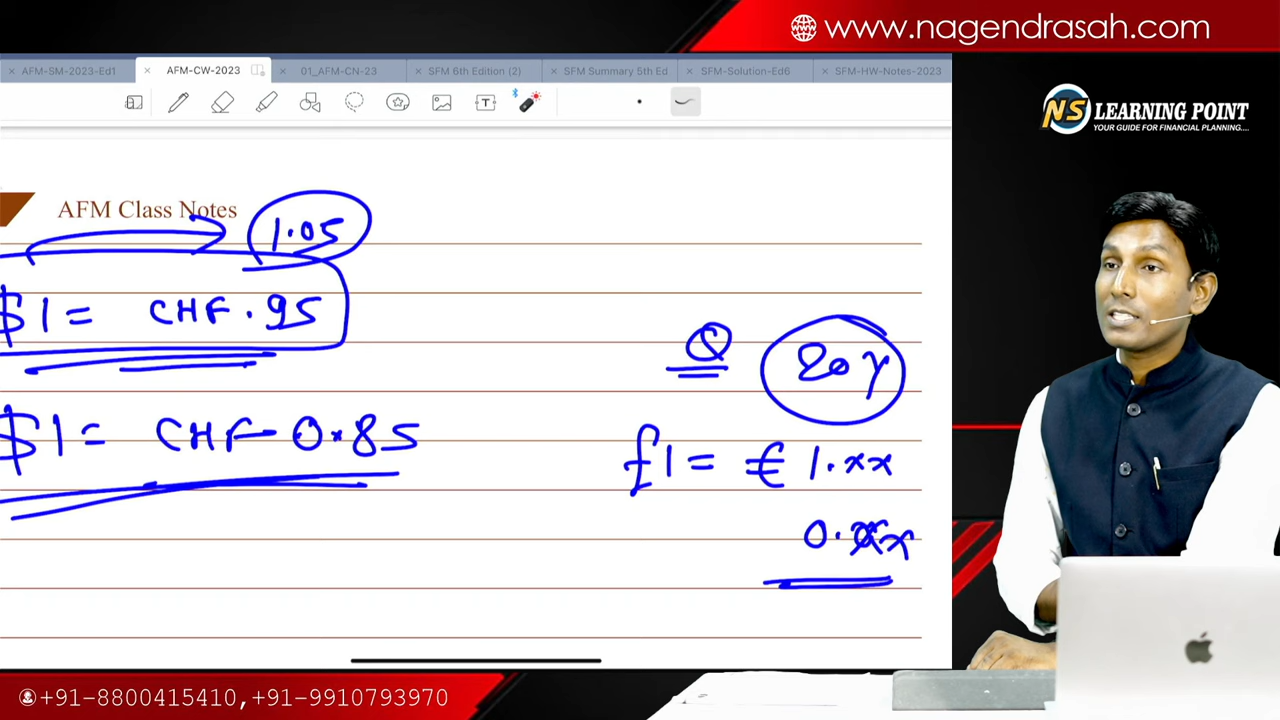 www.nagendrasah.com
AFM-SM-2023-Ed1
AFM-CW-2023
01_AFM-CN-23
SFM 6th Edition (2)
SFM Summary 5th Ed
SFM-Solution-Ed6
SFM-HW-Notes-2023
T
NS LEARNING POINT
YOUR GUIDE FOR FINANCIAL PLANNING....
AFM Class Notes
1.05
$1 = CHF .95
$1 = CHF 0.85
Q
20 Y
£1 = € 1.xx
0.xx
+91-8800415410,+91-9910793970